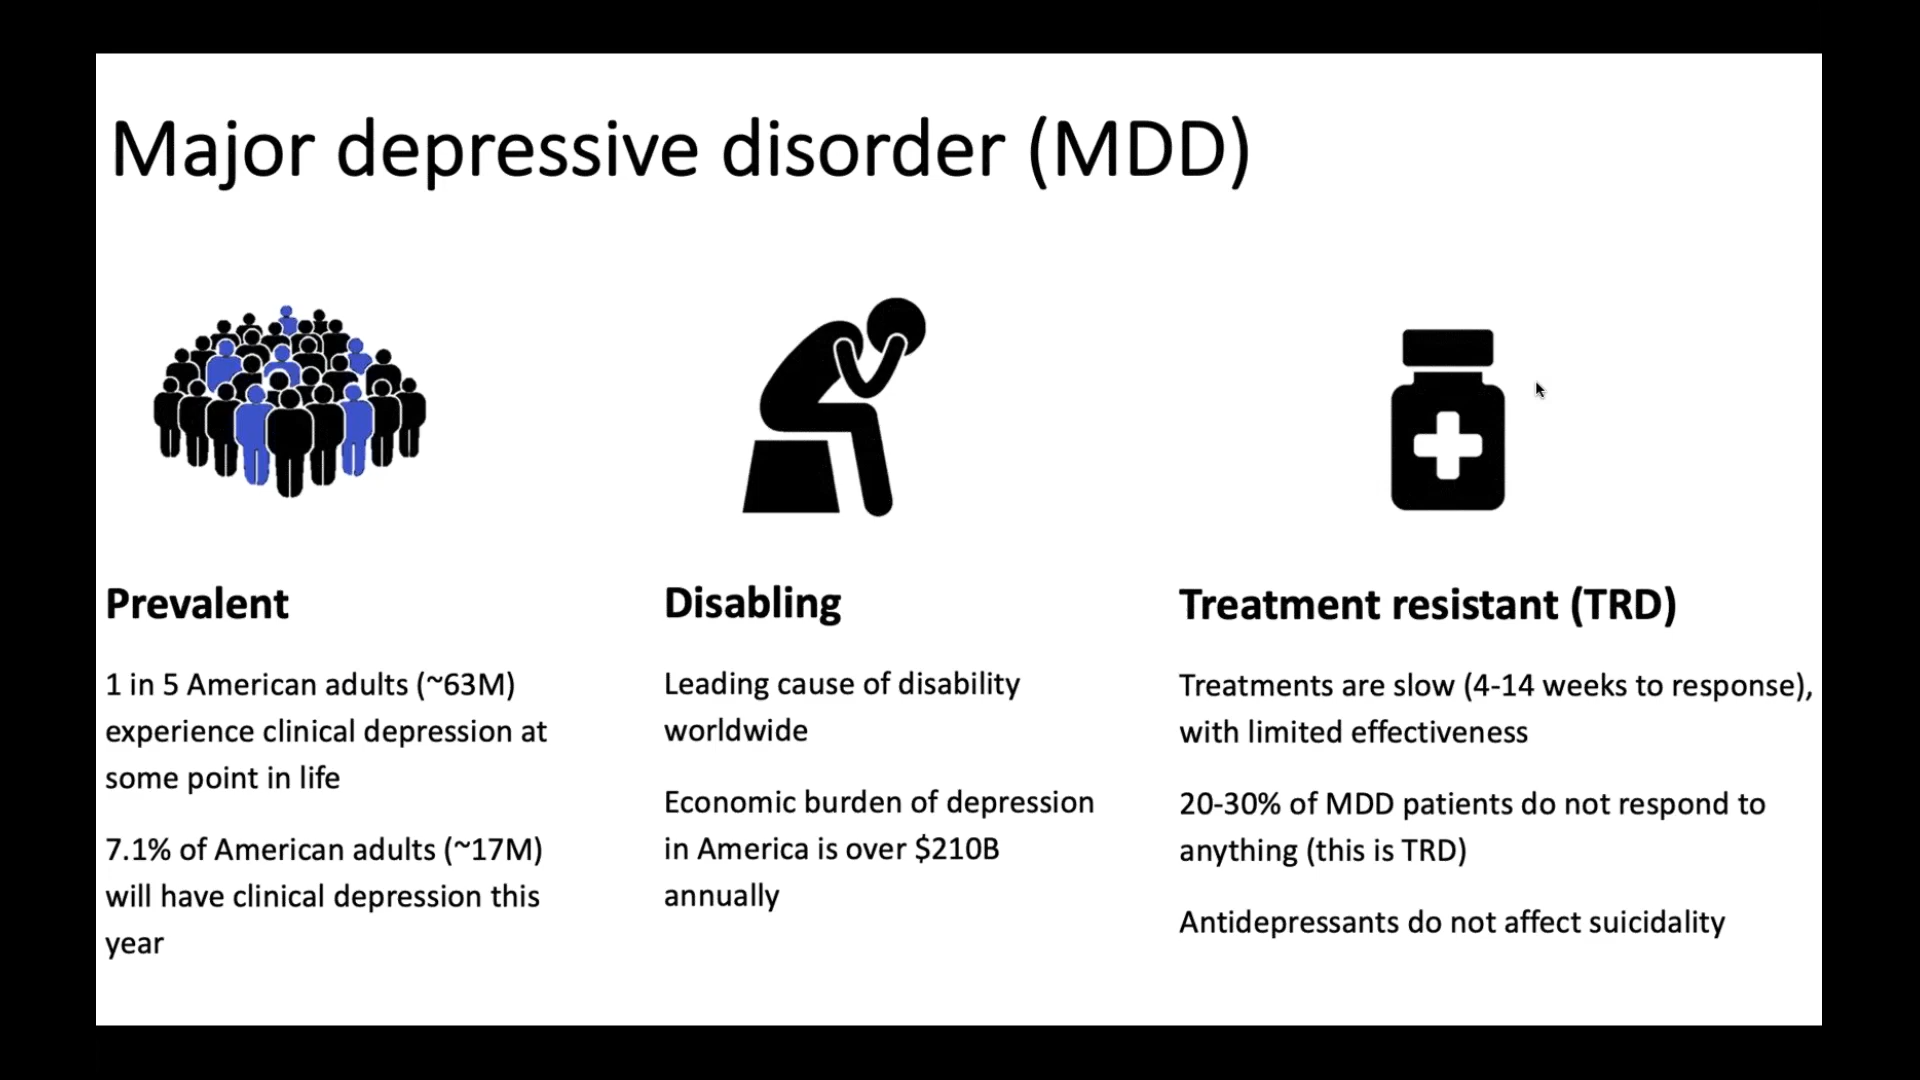 Major depressive disorder (MDD)
Prevalent
1 in 5 American adults (~63M)
experience clinical depression at
some point in life
7.1% of American adults (~17M)
will have clinical depression this
year
Disabling
Leading cause of disability
worldwide
Economic burden of depression
in America is over $210B
annually
Treatment resistant (TRD)
Treatments are slow (4-14 weeks to response),
with limited effectiveness
20-30% of MDD patients do not respond to
anything (this is TRD)
Antidepressants do not affect suicidality